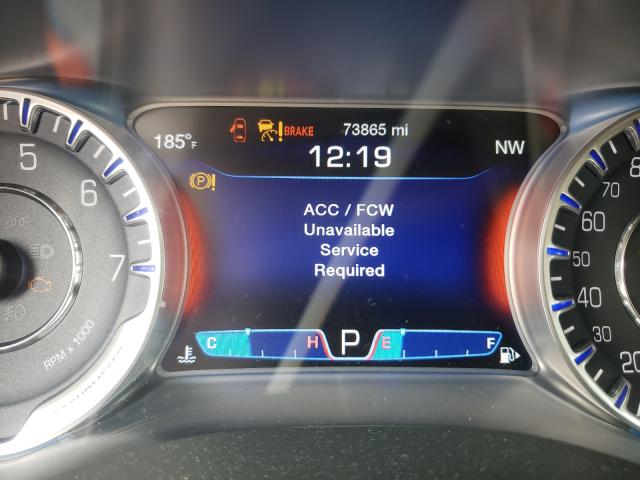 185°F
BRAKE
73865 mi
12:19
NW
ACC / FCW
Unavailable
Service
Required
C H P E F
5
6
7
RPM x 1000
80
70
60
50
40
30
20